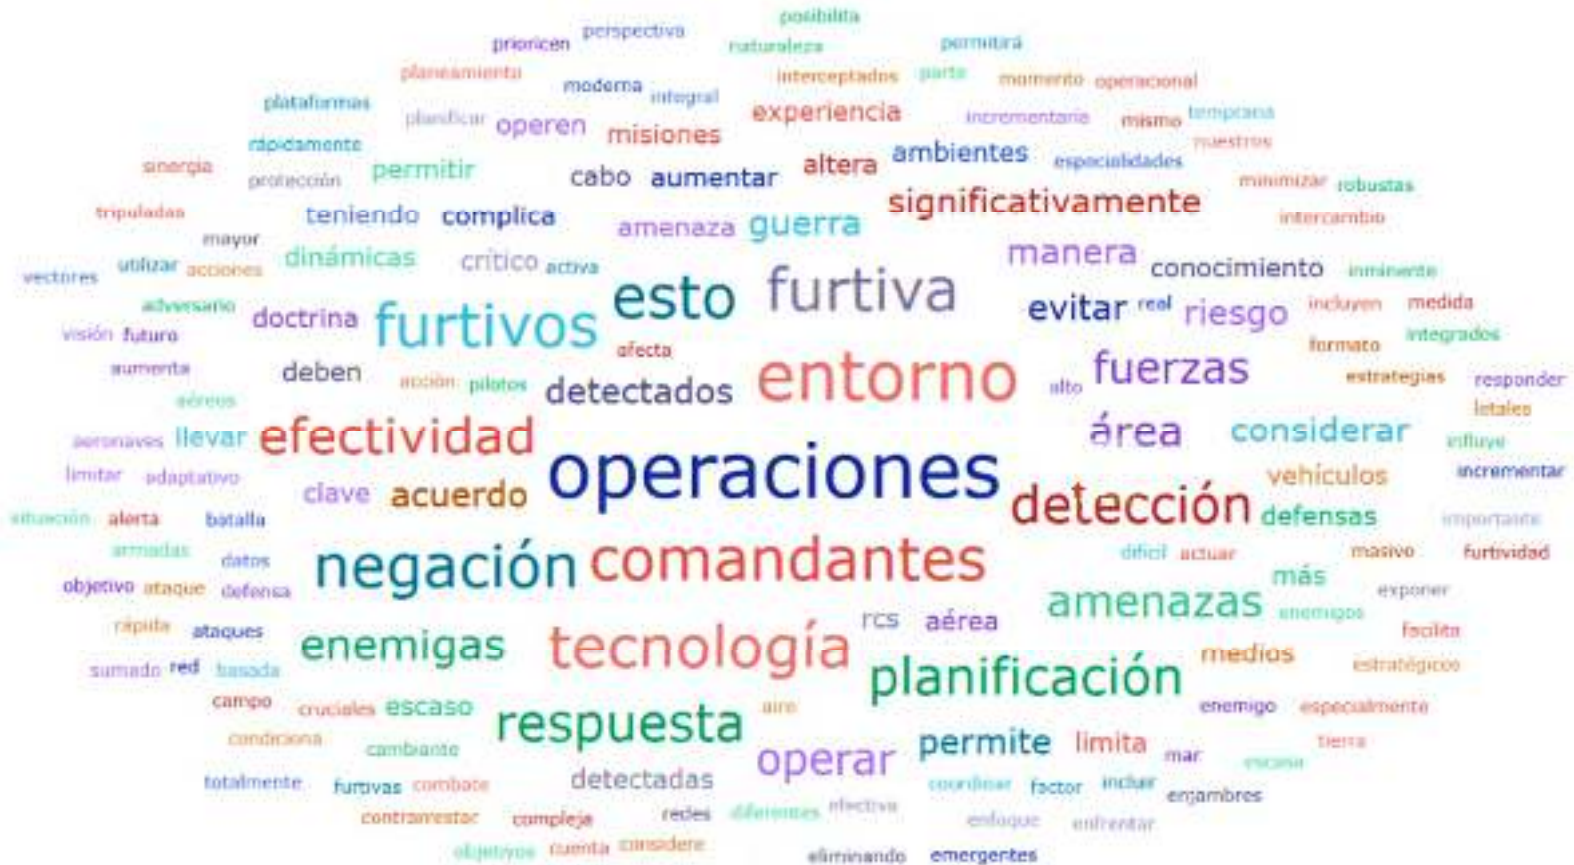 posibilita
prioricen perspectiva
naturaleza permitirá
planeamiento interceptados parte momento operacional
plataformas moderna integral
planificar operen misiones experiencia incrementaría mismo temprana
rápidamente nuestros
sinergia protección permitir cabo aumentar altera ambientes especialidades
minimizar robustas
tripuladas teniendo complica amenaza guerra significativamente intercambio
mayor
vectores utilizar acciones dinámicas crítico activa manera conocimiento inminente
adversario doctrina furtivos esto furtiva evitar real riesgo incluyen medida
visión futuro afecta formato integrados
aumenta deben acción pilotos detectados entorno alto fuerzas estrategias responder
aéreos letales
aeronaves llevar efectividad operaciones área considerar influye
limitar adaptativo clave acuerdo vehículos incrementar
situación alerta batalla detección defensas importante
armadas datos negación comandantes difícil actuar masivo furtividad
objetivo ataque defensa amenazas más enemigos exponer
rápida ataques enemigas tecnología rcs aérea facilita
sumado red basada planificación medios estratégicos
campo cruciales escaso respuesta aire enemigo especialmente
condiciona cambiante operar permite limita mar tierra
escasa
totalmente furtivas combate detectadas coordinar factor incluir enjambres
contrarrestar compleja redes diferentes efectiva enfoque enfrentar
objetivos cuenta considere eliminando emergentes